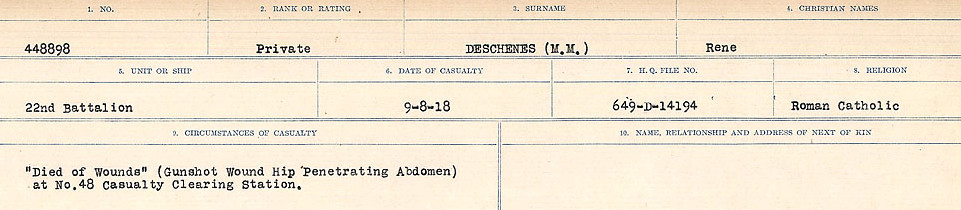 1. NO. 2. RANK OR RATING 3. SURNAME 4. CHRISTIAN NAMES
448898 Private DESCHENES (M.M.) Rene
5. UNIT OR SHIP 6. DATE OF CASUALTY 7. H. Q. FILE NO. 8. RELIGION
22nd Battalion 9-8-18 649-D-14194 Roman Catholic
9. CIRCUMSTANCES OF CASUALTY 10. NAME, RELATIONSHIP AND ADDRESS OF NEXT OF KIN
"Died of Wounds" (Gunshot Wound Hip Penetrating Abdomen)
at No.48 Casualty Clearing Station.